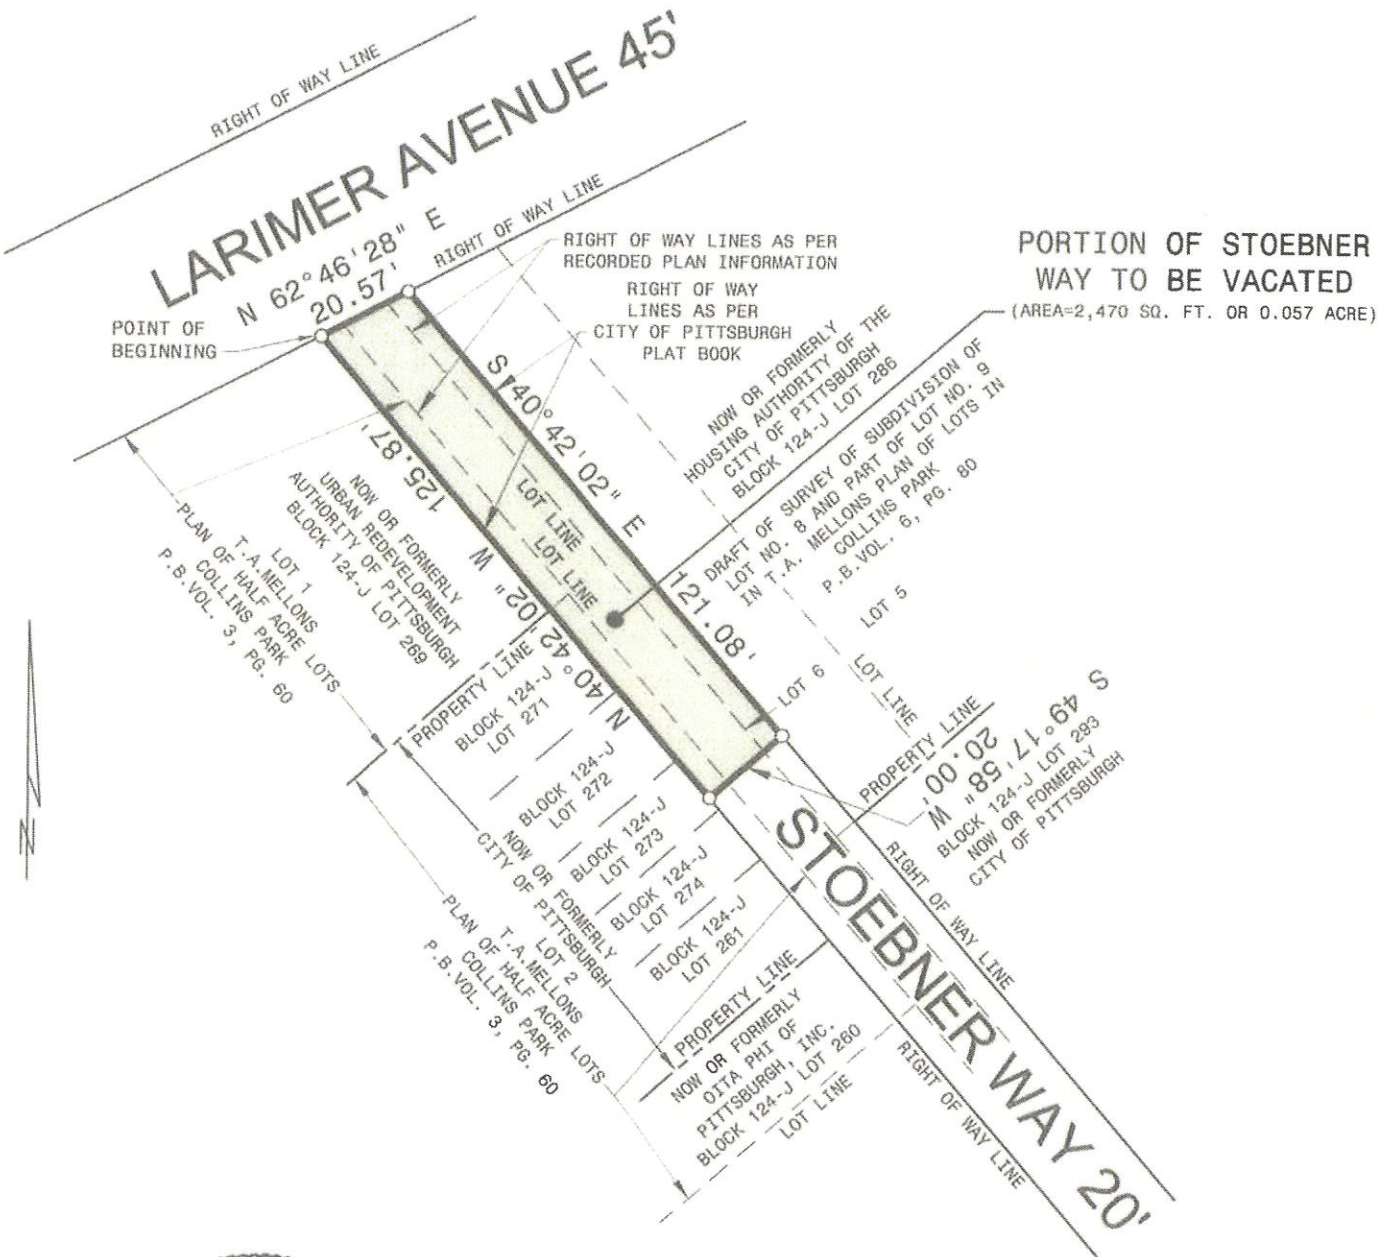 RIGHT OF WAY LINE
LARIMER AVENUE 45'
N 62°46'28" E
20.57'
RIGHT OF WAY LINE
POINT OF
BEGINNING
RIGHT OF WAY LINES AS PER
RECORDED PLAN INFORMATION
RIGHT OF WAY
LINES AS PER
CITY OF PITTSBURGH
PLAT BOOK
PORTION OF STOEBNER
WAY TO BE VACATED
(AREA=2,470 SQ. FT. OR 0.057 ACRE)
NOW OR FORMERLY
HOUSING AUTHORITY OF THE
CITY OF PITTSBURGH
BLOCK 124-J LOT 286
S 40°42'02" E
121.08'
DRAFT OF SURVEY OF SUBDIVISION OF
LOT NO. 8 AND PART OF LOT NO. 9
IN T.A. MELLONS PLAN OF LOTS IN
COLLINS PARK
P.B.VOL. 6, PG. 80
LOT 5
LOT LINE
LOT 6
125.87'
N 40°42'02" W
LOT LINE
LOT LINE
NOW OR FORMERLY
URBAN REDEVELOPMENT
AUTHORITY OF PITTSBURGH
BLOCK 124-J LOT 269
LOT 1
T.A.MELLONS
PLAN OF HALF ACRE LOTS
COLLINS PARK
P.B.VOL. 3, PG. 60
PROPERTY LINE
BLOCK 124-J
LOT 271
BLOCK 124-J
LOT 272
BLOCK 124-J
LOT 273
BLOCK 124-J
LOT 274
BLOCK 124-J
LOT 261
NOW OR FORMERLY
CITY OF PITTSBURGH
LOT 2
T.A.MELLONS
PLAN OF HALF ACRE LOTS
COLLINS PARK
P.B.VOL. 3, PG. 60
PROPERTY LINE
S 49°17'58" W
20.00'
BLOCK 124-J LOT 293
NOW OR FORMERLY
CITY OF PITTSBURGH
PROPERTY LINE
NOW OR FORMERLY
OITA PHI OF
PITTSBURGH, INC.
BLOCK 124-J LOT 260
LOT LINE
STOEBNER WAY 20'
RIGHT OF WAY LINE
RIGHT OF WAY LINE
N